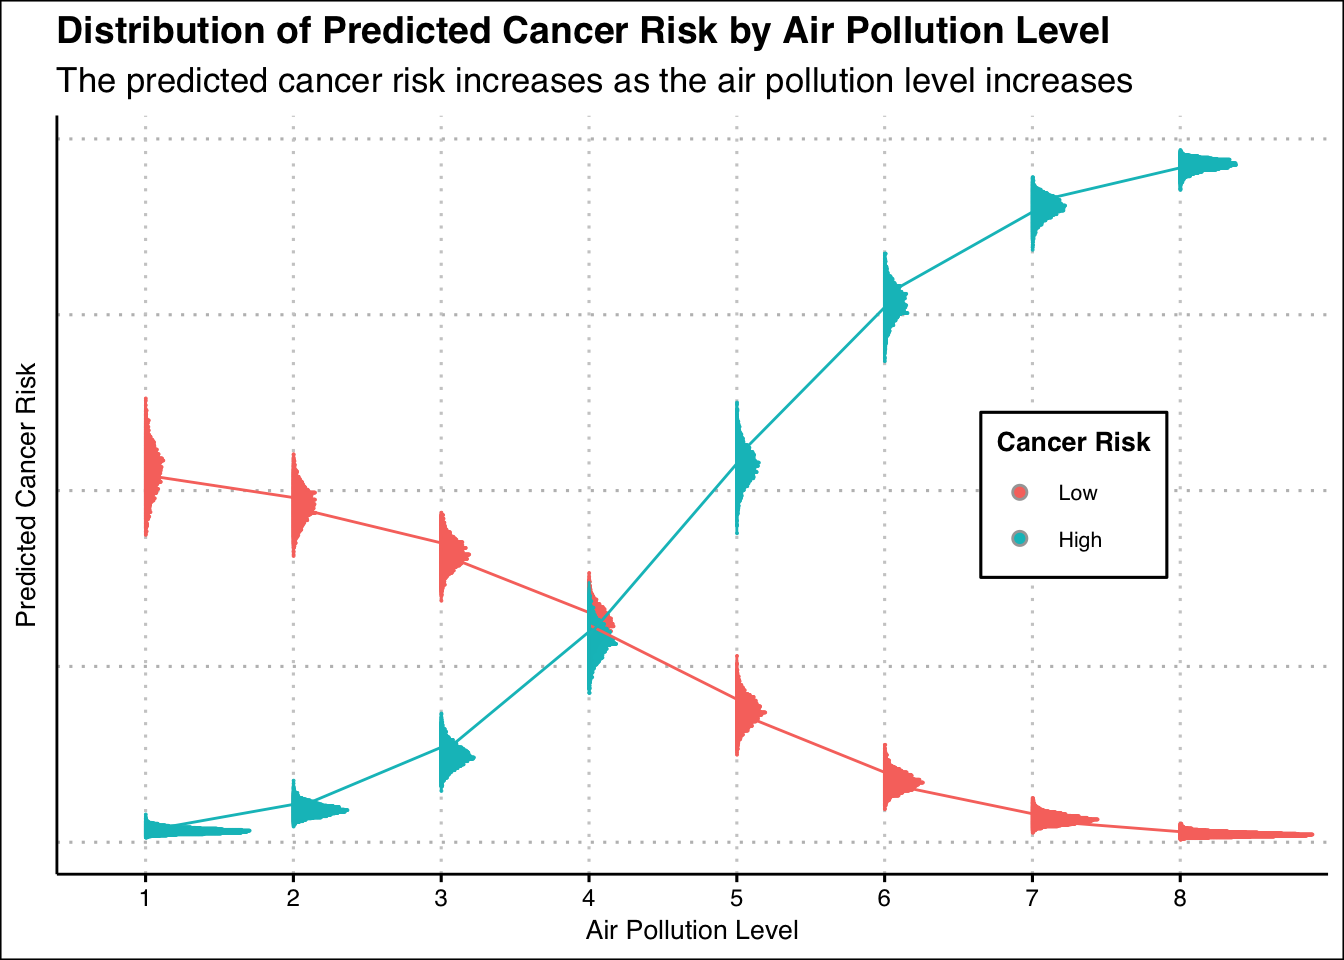 Distribution of Predicted Cancer Risk by Air Pollution Level
The predicted cancer risk increases as the air pollution level increases
Predicted Cancer Risk
Cancer Risk
Low
High
1 2 3 4 5 6 7 8
Air Pollution Level